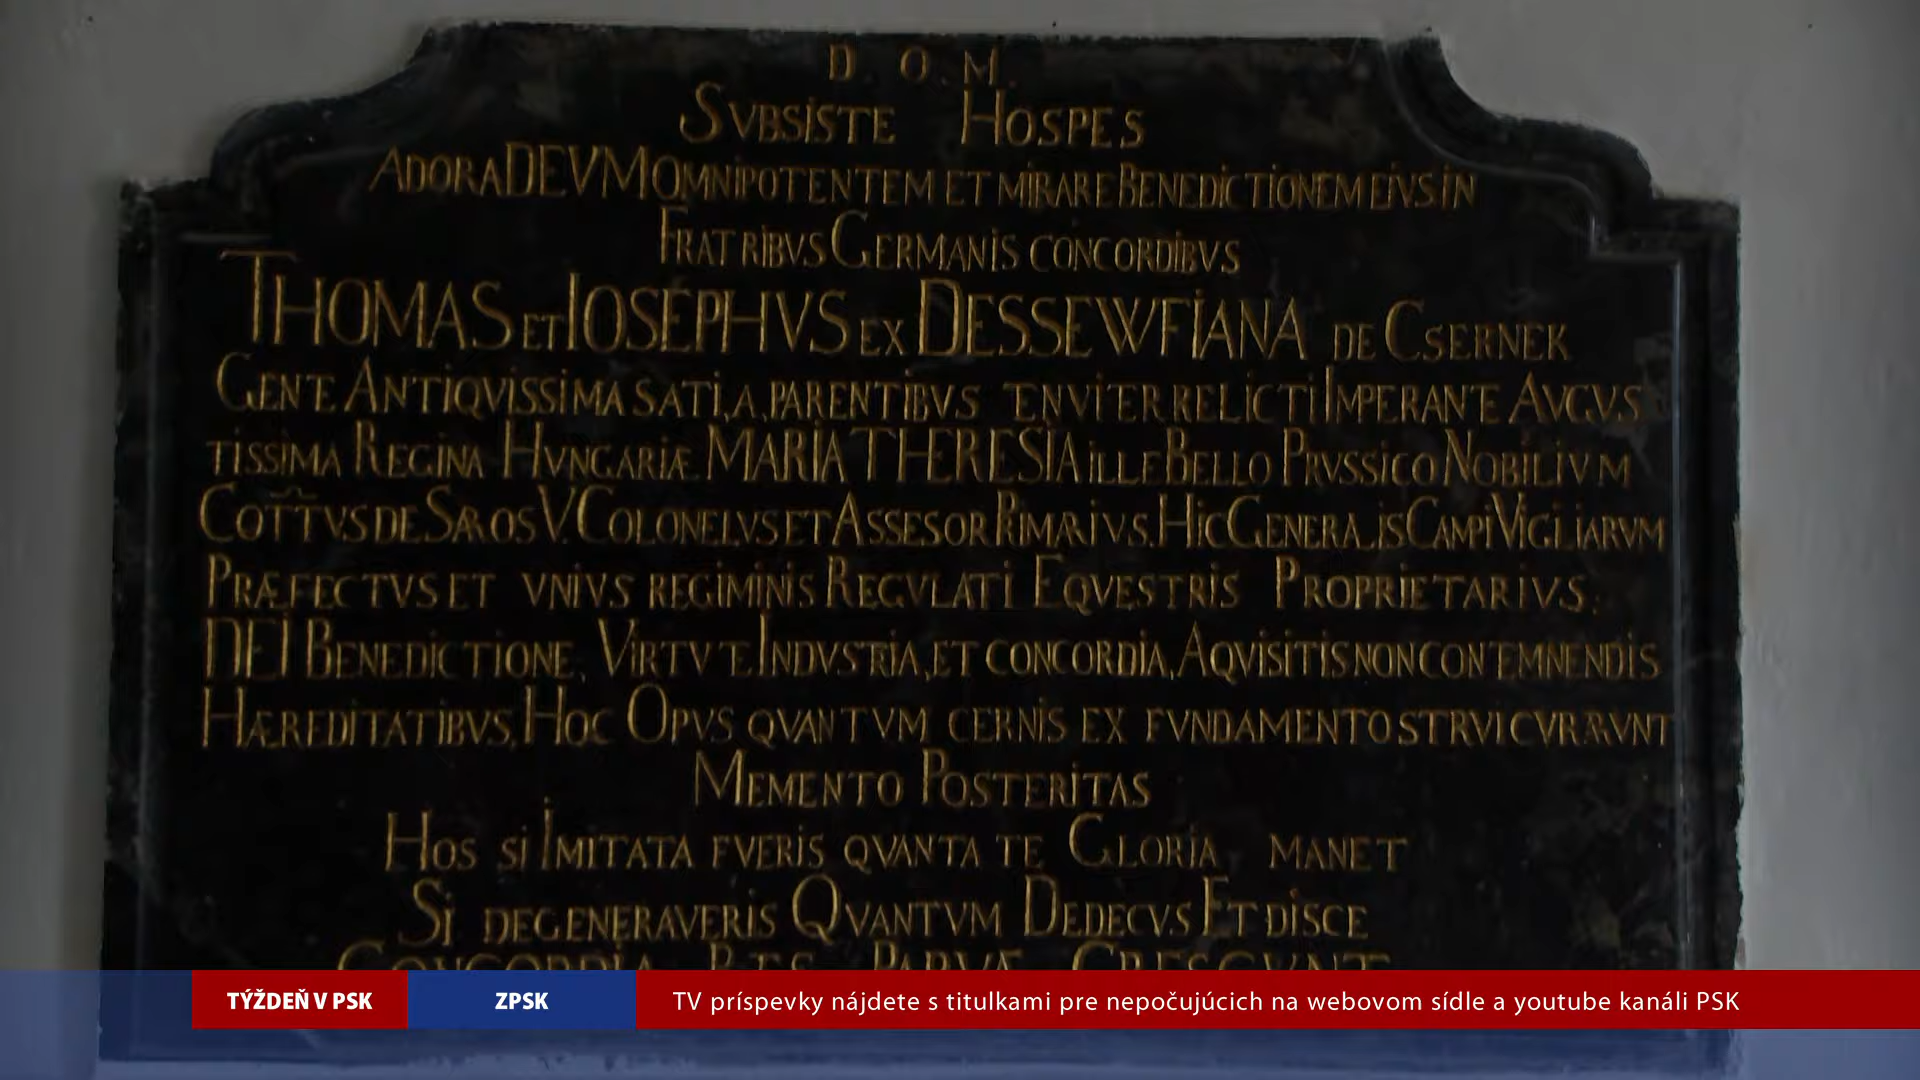 D. O. M.
SVBSISTE HOSPES
ADORA DEVM OMNIPOTENTEM ET MIRARE BENEDICTIONEM EIVS IN
FRATRIBVS GERMANIS CONCORDIBVS
THOMAS ET IOSEPHVS EX DESSEWFIANA DE CSERNEK
GENTE ANTIQVISSIMA SATI, A PARENTIBVS TENVITER RELICTI IMPERANTE AVGVS
TISSIMA REGINA HVNGARIÆ MARIA THERESIA ILLE BELLO PRVSSICO NOBILIVM
COTTVS DE SAROS V. COLONELVS ET ASSESOR PRIMARIVS. HIC GENERALIS CAMPI VIGILIARVM
PRÆFECTVS ET VNIVS REGIMINIS REGVLATI EQVESTRIS PROPRIETARIVS.
DEI BENEDICTIONE, VIRTVTE INDVSTRIA, ET CONCORDIA, AQVISITIS NON CONTEMNENDIS
HÆREDITATIBVS, HOC OPVS QVANTVM CERNIS EX FVNDAMENTO STRVI CVRARVNT
MEMENTO POSTERITAS
HOS SI IMITATA FVERIS QVANTA TE GLORIA MANET
SI DEGENERAVERIS QVANTVM DEDECVS ET DISCE
CONCORDIA PARVÆ CRESCVNT
TÝŽDEŇ V PSK ZPSK TV príspevky nájdete s titulkami pre nepočujúcich na webovom sídle a youtube kanáli PSK